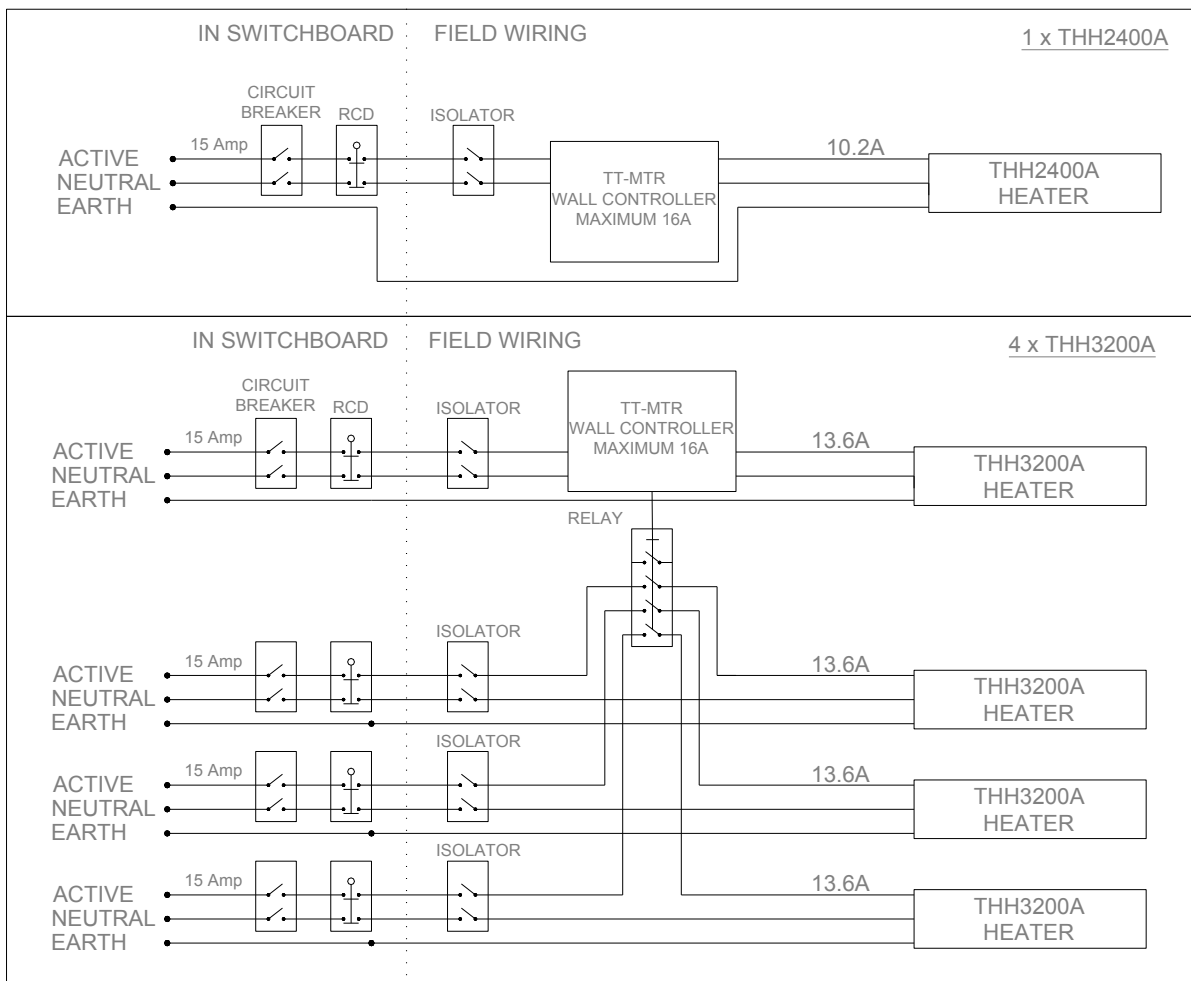 IN SWITCHBOARD
FIELD WIRING
1 x THH2400A
CIRCUIT
BREAKER
RCD
ISOLATOR
15 Amp
10.2A
ACTIVE
NEUTRAL
EARTH
TT-MTR
WALL CONTROLLER
MAXIMUM 16A
THH2400A
HEATER
IN SWITCHBOARD
FIELD WIRING
4 x THH3200A
CIRCUIT
BREAKER
RCD
ISOLATOR
TT-MTR
WALL CONTROLLER
MAXIMUM 16A
15 Amp
13.6A
ACTIVE
NEUTRAL
EARTH
THH3200A
HEATER
RELAY
ISOLATOR
15 Amp
13.6A
ACTIVE
NEUTRAL
EARTH
THH3200A
HEATER
ISOLATOR
15 Amp
13.6A
ACTIVE
NEUTRAL
EARTH
THH3200A
HEATER
ISOLATOR
15 Amp
13.6A
ACTIVE
NEUTRAL
EARTH
THH3200A
HEATER